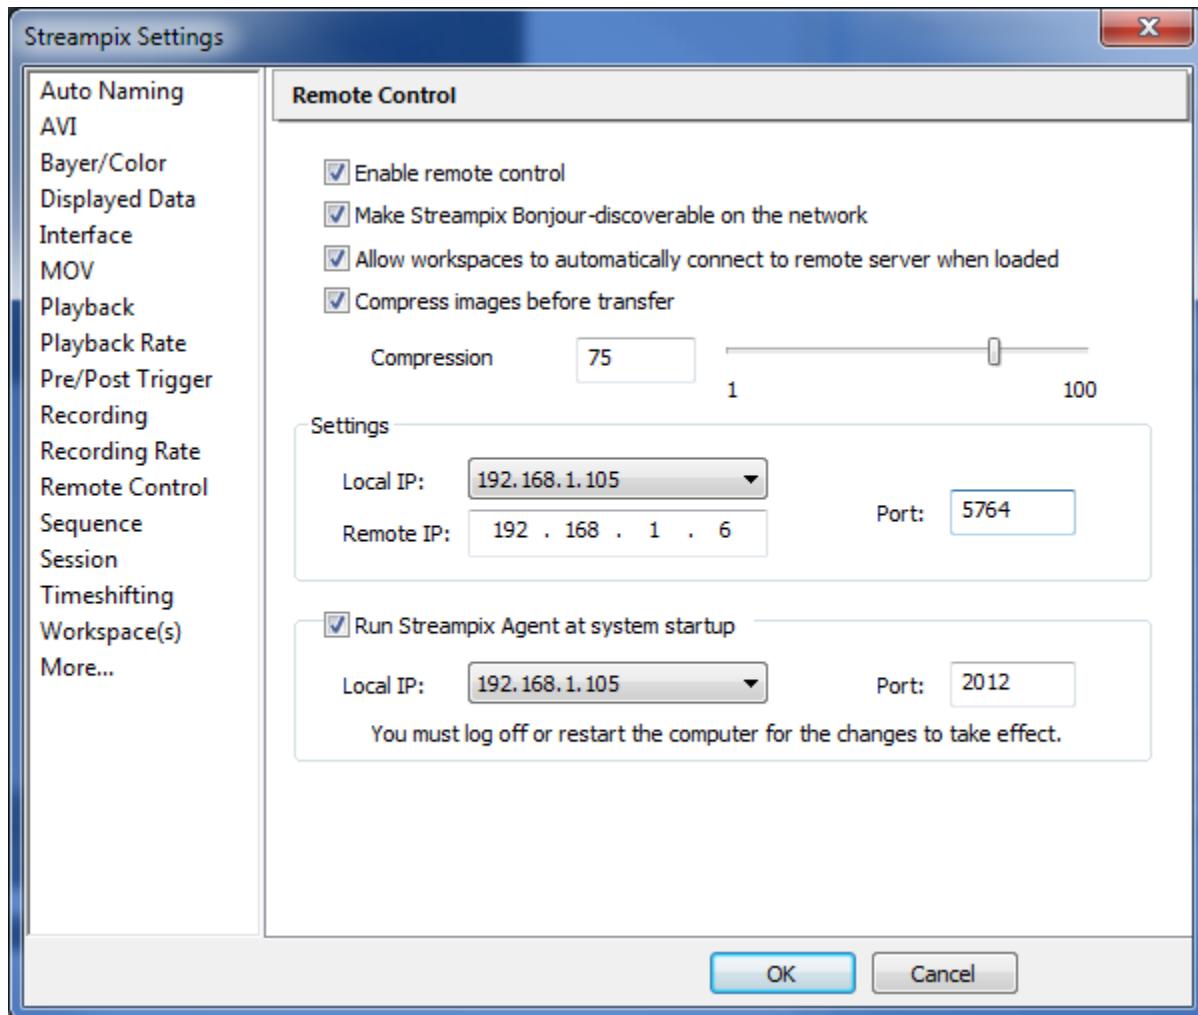 Streampix Settings
Auto Naming
AVI
Bayer/Color
Displayed Data
Interface
MOV
Playback
Playback Rate
Pre/Post Trigger
Recording
Recording Rate
Remote Control
Sequence
Session
Timeshifting
Workspace(s)
More...
Remote Control
Enable remote control
Make Streampix Bonjour-discoverable on the network
Allow workspaces to automatically connect to remote server when loaded
Compress images before transfer
Compression 75
1 100
Settings
Local IP: 192.168.1.105
Remote IP: 192 . 168 . 1 . 6
Port: 5764
Run Streampix Agent at system startup
Local IP: 192.168.1.105 Port: 2012
You must log off or restart the computer for the changes to take effect.
OK Cancel